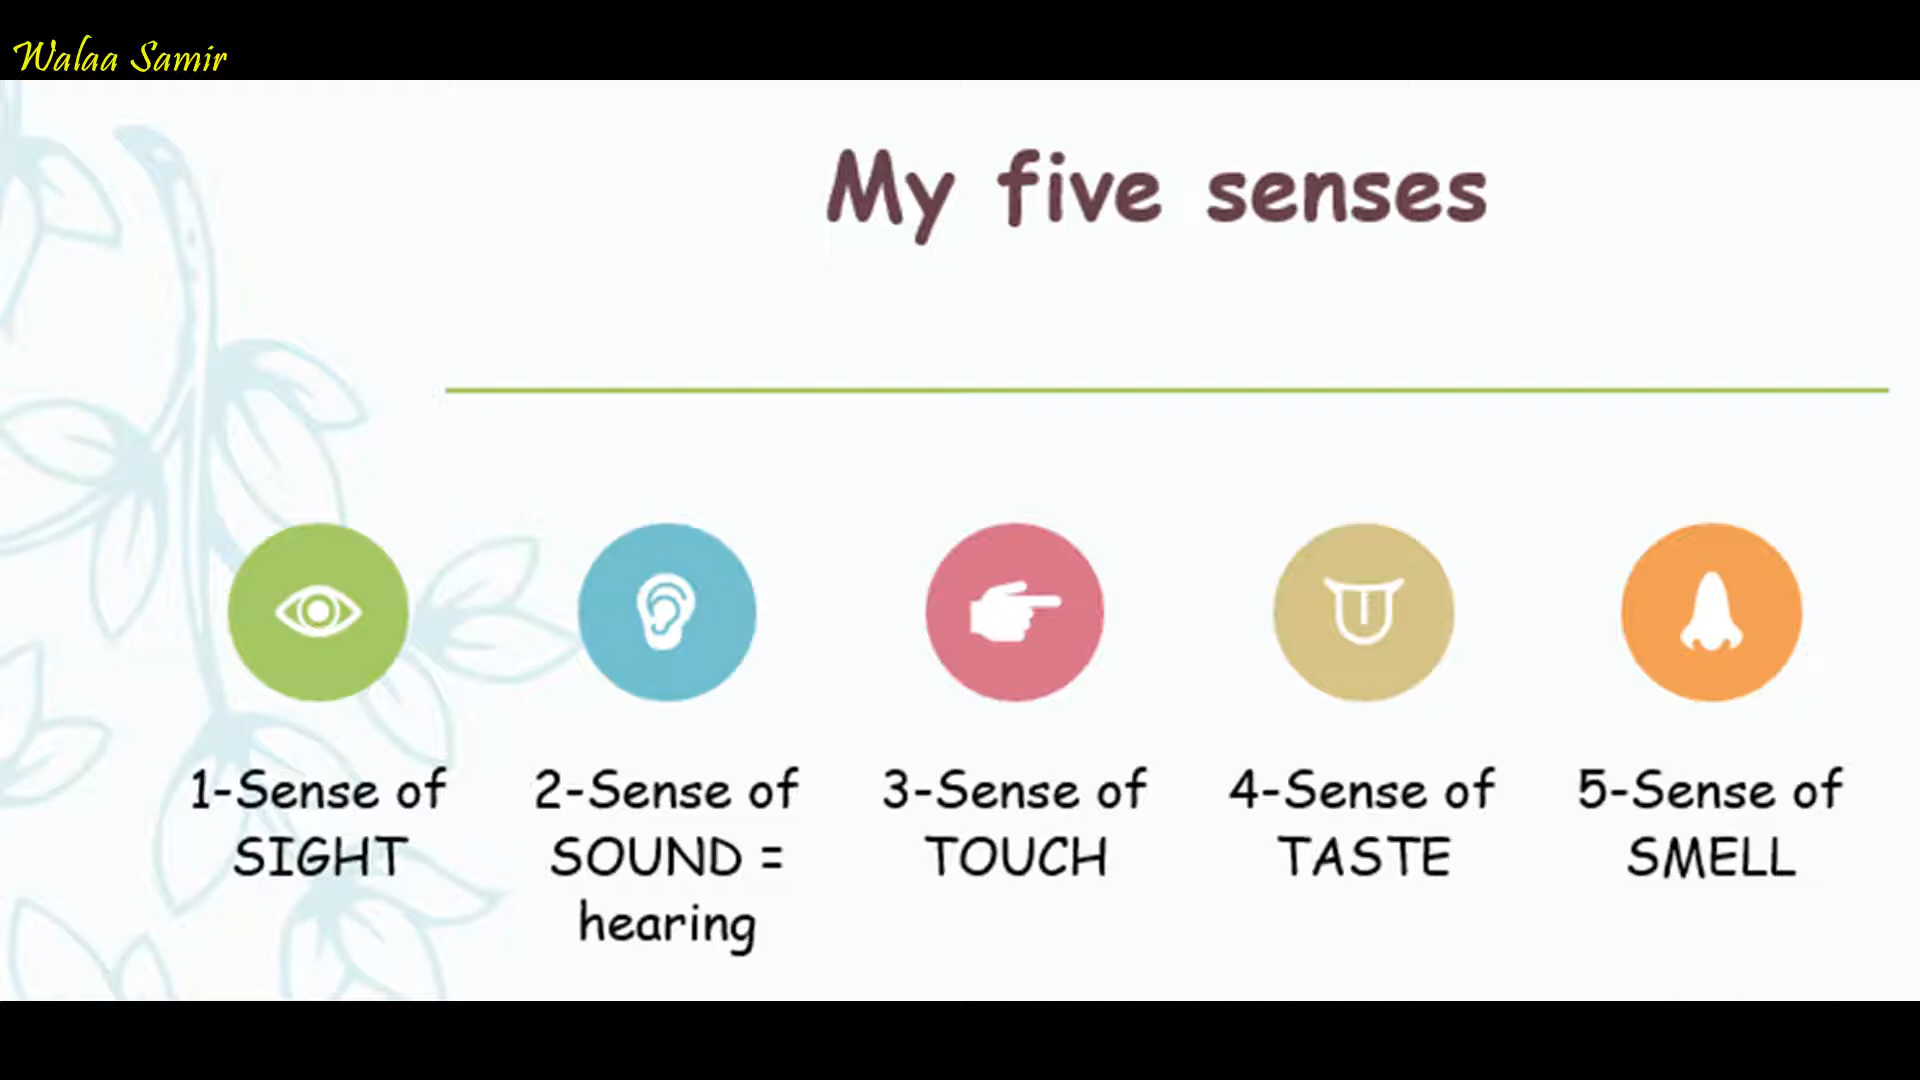 Walaa Samir
My five senses
1-Sense of
SIGHT
2-Sense of
SOUND =
hearing
3-Sense of
TOUCH
4-Sense of
TASTE
5-Sense of
SMELL